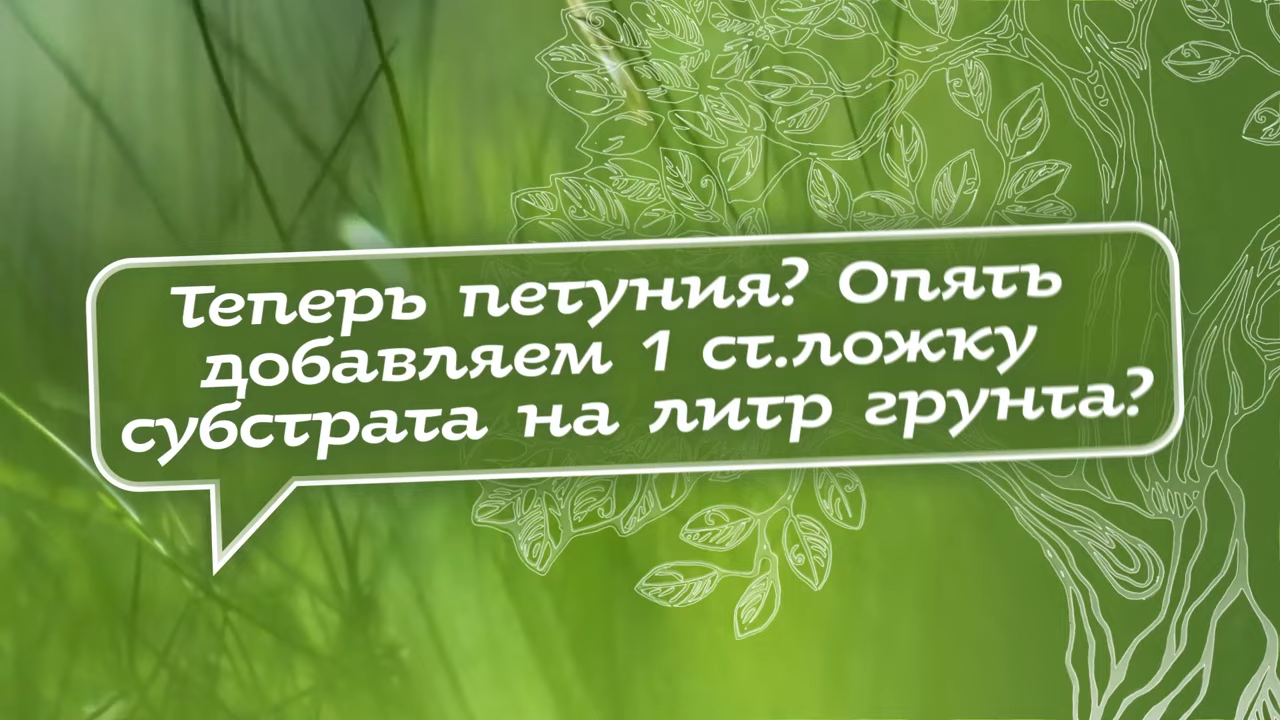 Теперь петуния? Опять
добавляем 1 ст.ложку
субстрата на литр грунта?